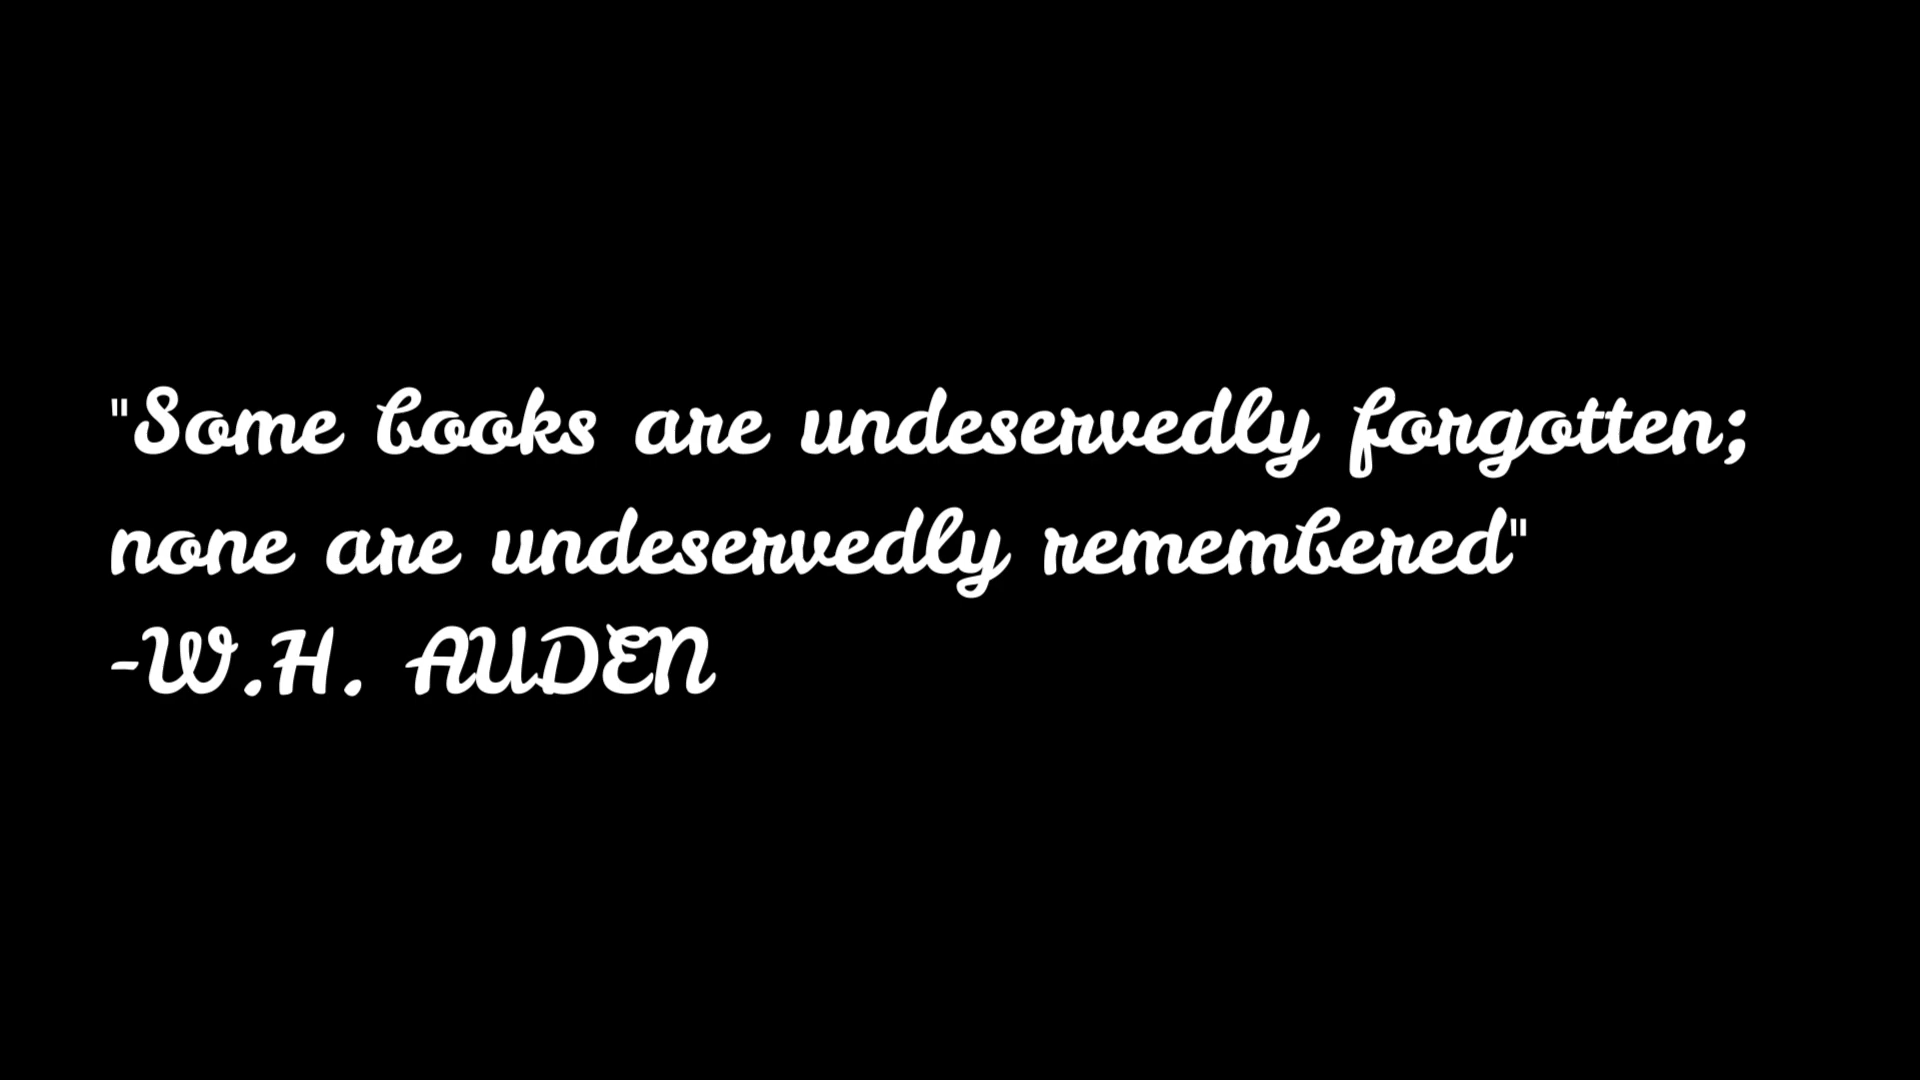 "Some books are undeservedly forgotten;
none are undeservedly remembered"
-W.H. AUDEN